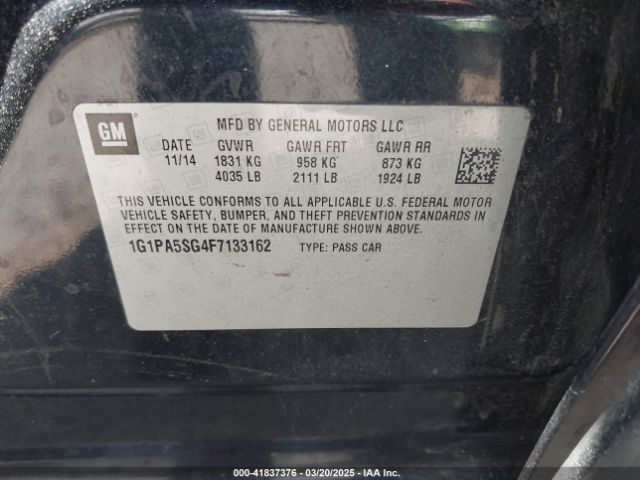 GM
MFD BY GENERAL MOTORS LLC
DATE GVWR GAWR FRT GAWR RR
11/14 1831 KG 958 KG 873 KG
4035 LB 2111 LB 1924 LB
THIS VEHICLE CONFORMS TO ALL APPLICABLE U.S. FEDERAL MOTOR
VEHICLE SAFETY, BUMPER, AND THEFT PREVENTION STANDARDS IN
EFFECT ON THE DATE OF MANUFACTURE SHOWN ABOVE.
1G1PA5SG4F7133162 TYPE: PASS CAR
000-41837376 — 03/20/2025 — IAA Inc.